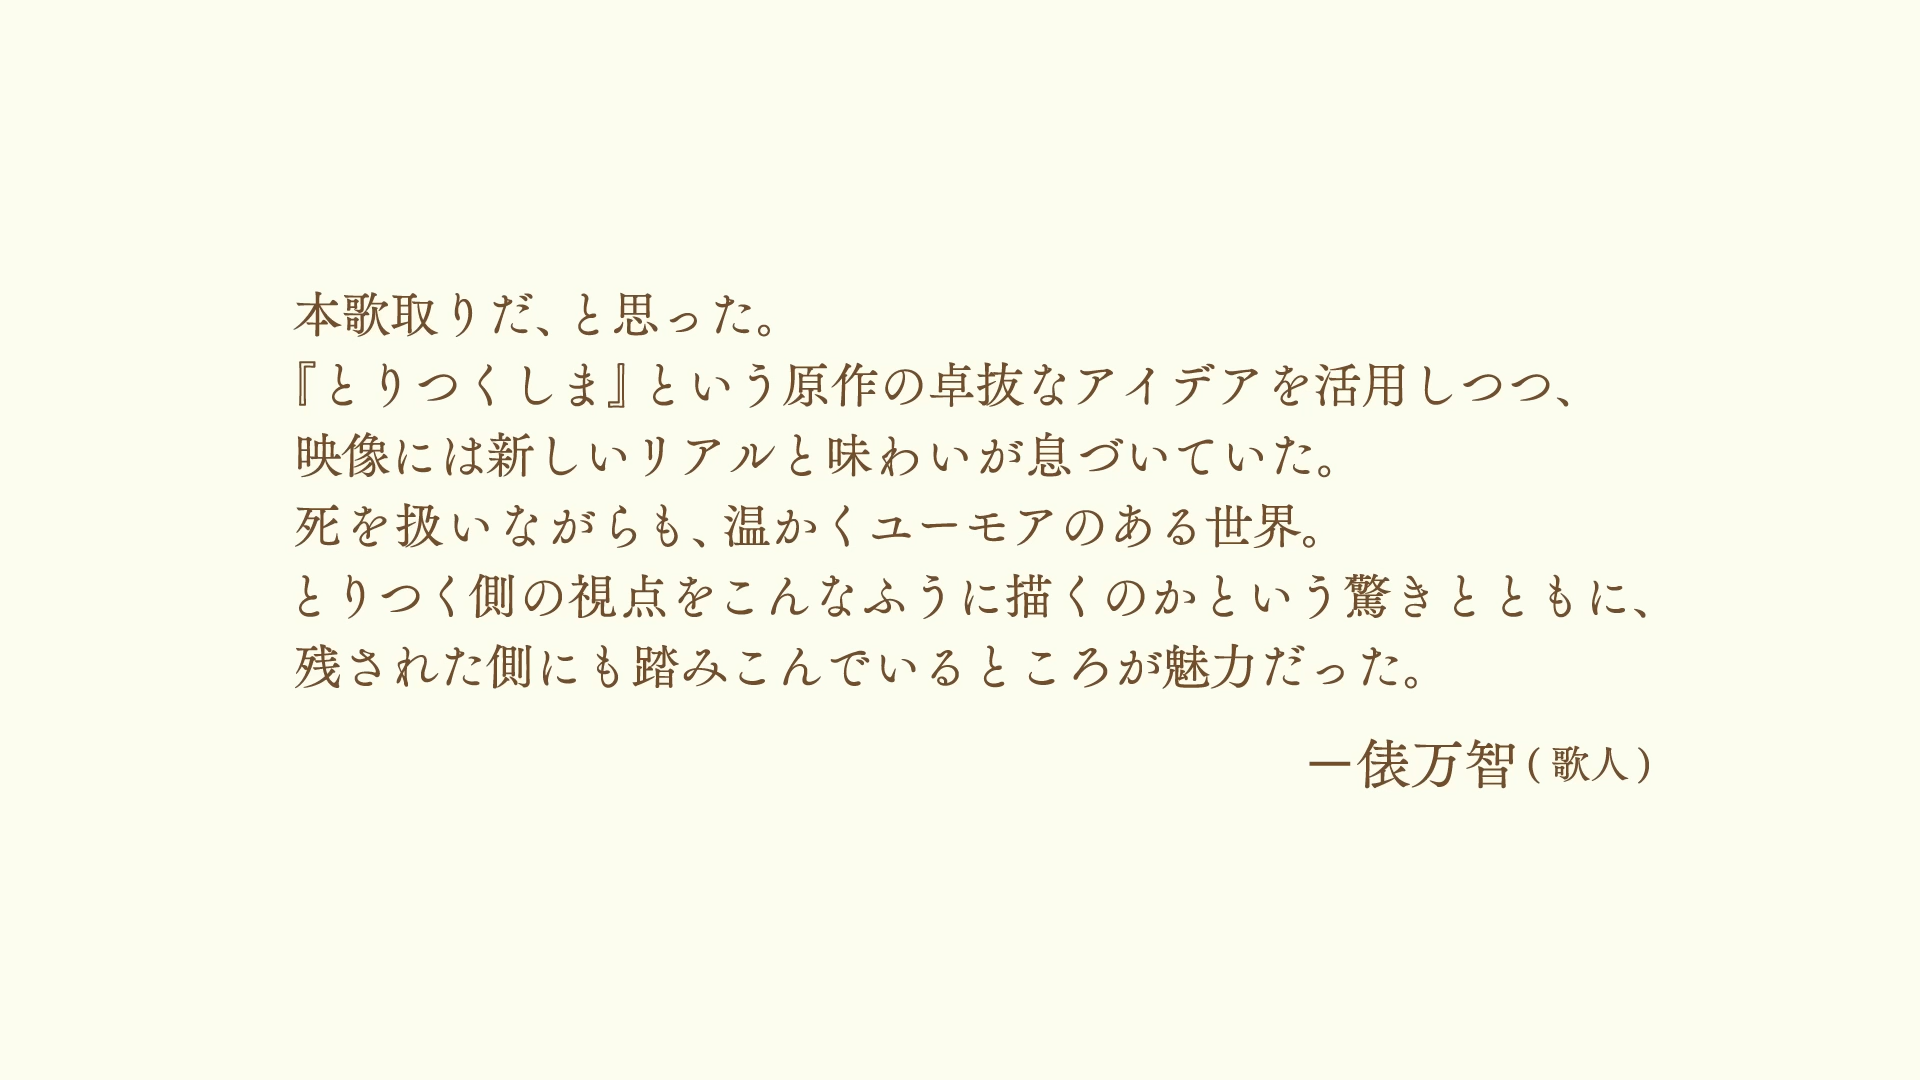 本歌取りだ、と思った。
『とりつくしま』という原作の卓抜なアイデアを活用しつつ、
映像には新しいリアルと味わいが息づいていた。
死を扱いながらも、温かくユーモアのある世界。
とりつく側の視点をこんなふうに描くのかという驚きとともに、
残された側にも踏みこんでいるところが魅力だった。
―俵万智(歌人)